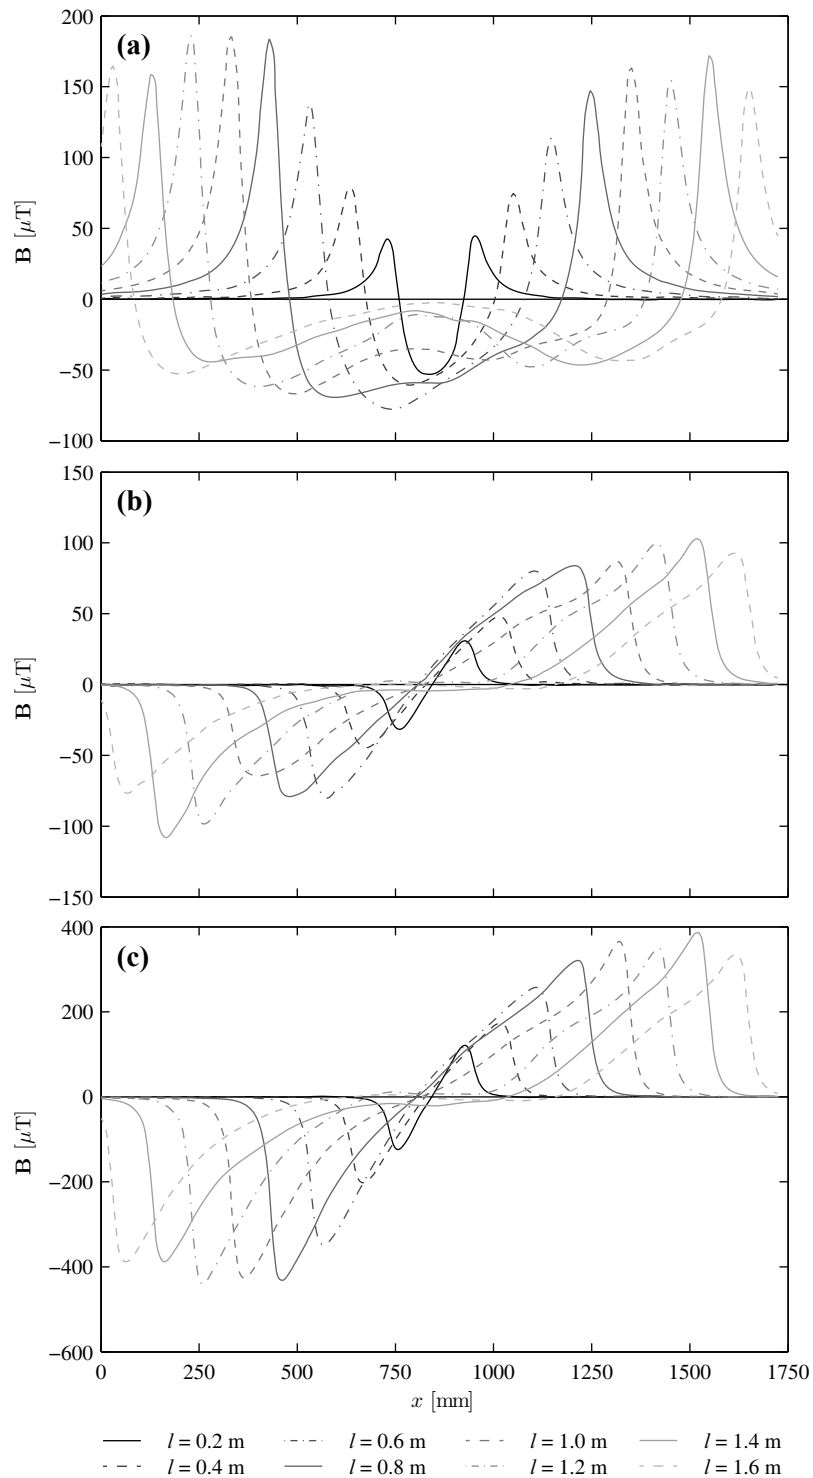 200
(a)
150
100
B [μT]
50
0
−50
−100
150
(b)
100
50
B [μT]
0
−50
−100
−150
400
(c)
200
0
B [μT]
−200
−400
−600
0 250 500 750 1000 1250 1500 1750
x [mm]
l = 0.2 m l = 0.6 m l = 1.0 m l = 1.4 m
l = 0.4 m l = 0.8 m l = 1.2 m l = 1.6 m